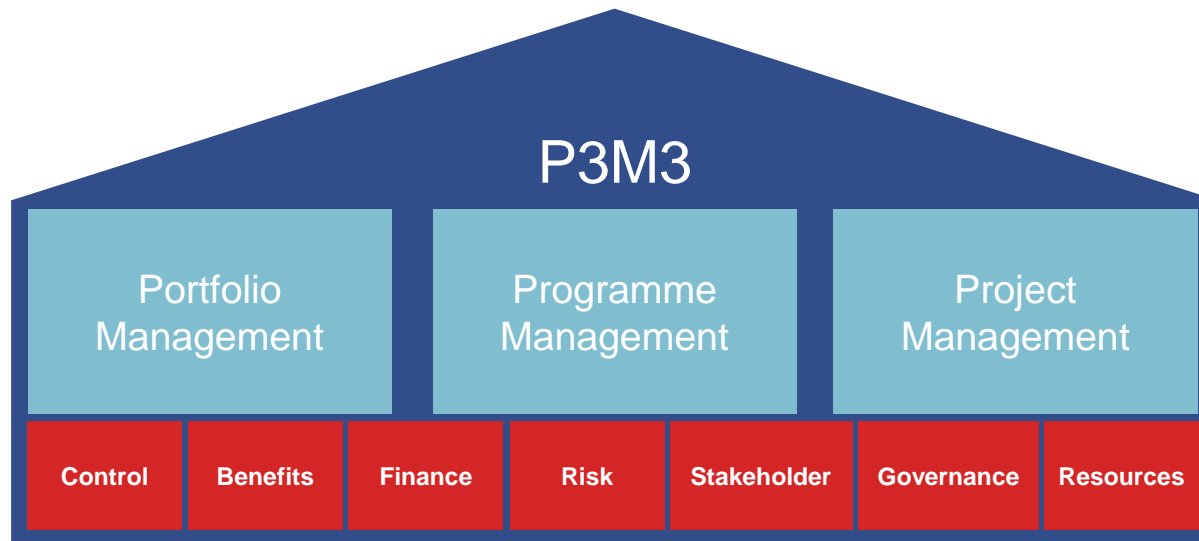 P3M3
Portfolio
Management
Programme
Management
Project
Management
Control
Benefits
Finance
Risk
Stakeholder
Governance
Resources